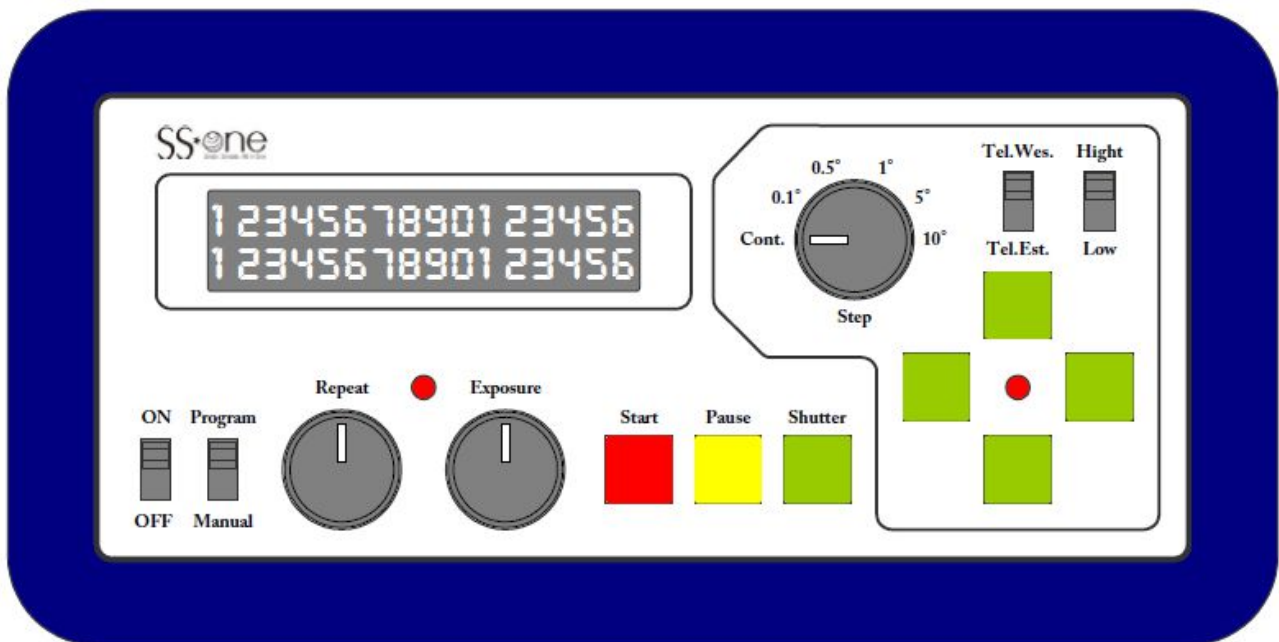 SS·one
1234567890123456
1234567890123456
Tel.Wes. Hight
0.5° 1°
0.1° 5°
Cont. 10°
Tel.Est. Low
Step
Repeat Exposure
ON Program
Start Pause Shutter
OFF Manual